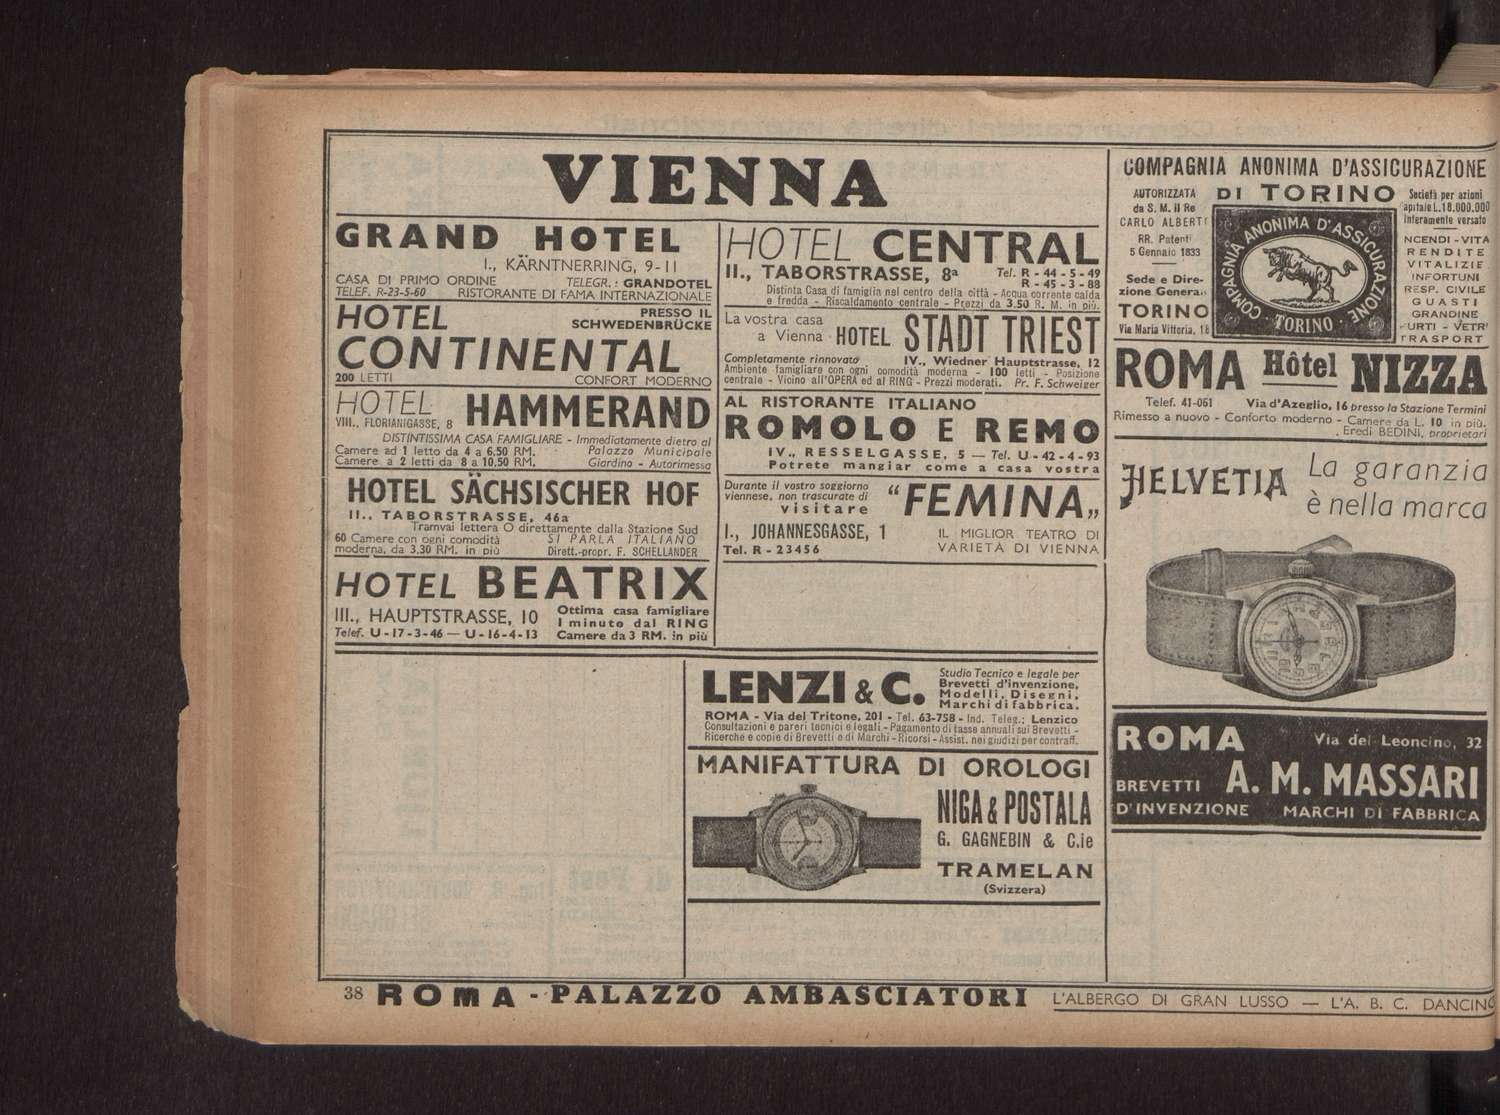 VIENNA
GRAND HOTEL
I., KÄRNTNERRING, 9-11
CASA DI PRIMO ORDINE TELEGR.: GRANDOTEL
TELEF. R-23-5-60 RISTORANTE DI FAMA INTERNAZIONALE
HOTEL PRESSO IL
SCHWEDENBRÜCKE
CONTINENTAL
200 LETTI CONFORT MODERNO
HOTEL HAMMERAND
VIII., FLORIANIGASSE, 8
DISTINTISSIMA CASA FAMIGLIARE - Immediatamente dietro al
Camere ad 1 letto da 4 a 6,50 RM. Palazzo Municipale
Camere a 2 letti da 8 a 10,50 RM. Giardino - Autorimessa
HOTEL SÄCHSISCHER HOF
II., TABORSTRASSE, 46a
Tramvai lettera O direttamente dalla Stazione Sud
60 Camere con ogni comodità SI PARLA ITALIANO
moderna, da 3,30 RM. in più Dirett.-propr. F. SCHELLANDER
HOTEL BEATRIX
III., HAUPTSTRASSE, 10 Ottima casa famigliare
1 minuto dal RING
Telef. U-17-3-46 — U-16-4-13 Camere da 3 RM. in più
HOTEL CENTRAL
II., TABORSTRASSE, 8ª Tel. R - 44 - 5 - 49
R - 45 - 3 - 88
Distinta Casa di famiglia nel centro della città - Acqua corrente calda
e fredda - Riscaldamento centrale - Prezzi da 3.50 R. M. in più.
La vostra casa
a Vienna HOTEL STADT TRIEST
Completamente rinnovato IV., Wiedner Hauptstrasse, 12
Ambiente famigliare con ogni comodità moderna - 100 letti - Posizione
centrale - Vicino all'OPERA ed al RING - Prezzi moderati. Pr. F. Schweiger
AL RISTORANTE ITALIANO
ROMOLO E REMO
IV., RESSELGASSE, 5 — Tel. U-42-4-93
Potrete mangiar come a casa vostra
Durante il vostro soggiorno
viennese, non trascurate di
visitare “FEMINA„
I., JOHANNESGASSE, 1 IL MIGLIOR TEATRO DI
Tel. R - 23456 VARIETÀ DI VIENNA
LENZI & C. Studio Tecnico e legale per
Brevetti d'invenzione,
Modelli, Disegni,
Marchi di fabbrica.
ROMA - Via del Tritone, 201 - Tel. 63-758 - Ind. Teleg.: Lenzico
Consultazioni e pareri tecnici e legali - Pagamento di tasse annuali sui Brevetti -
Ricerche e copie di Brevetti e di Marchi - Ricorsi - Assist. nei giudizi per contraff.
MANIFATTURA DI OROLOGI
NIGA & POSTALA
G. GAGNEBIN & C.ie
TRAMELAN
(Svizzera)
COMPAGNIA ANONIMA D'ASSICURAZIONE
DI TORINO
AUTORIZZATA
da S. M. il Re
CARLO ALBERT
RR. Patenti
5 Gennaio 1833
Sede e Dire-
zione Genera
TORINO
Via Maria Vittoria, 18
COMPAGNIA ANONIMA D'ASSICURAZIONE
TORINO
Società per azioni
apitale L. 18.000.000
interamente versato
NCENDI - VITA
RENDITE
VITALIZIE
INFORTUNI
RESP. CIVILE
GUASTI
GRANDINE
URTI - VETR
TRASPORT
ROMA Hôtel NIZZA
Telef. 41-061 Via d'Azeglio, 16 presso la Stazione Termini
Rimesso a nuovo - Conforto moderno - Camere da L. 10 in più.
Eredi BEDINI, proprietari
HELVETIA La garanzia
è nella marca
ROMA Via del Leoncino, 32
BREVETTI A. M. MASSARI
D'INVENZIONE MARCHI DI FABBRICA
38 ROMA - PALAZZO AMBASCIATORI L'ALBERGO DI GRAN LUSSO — L'A. B. C. DANCING